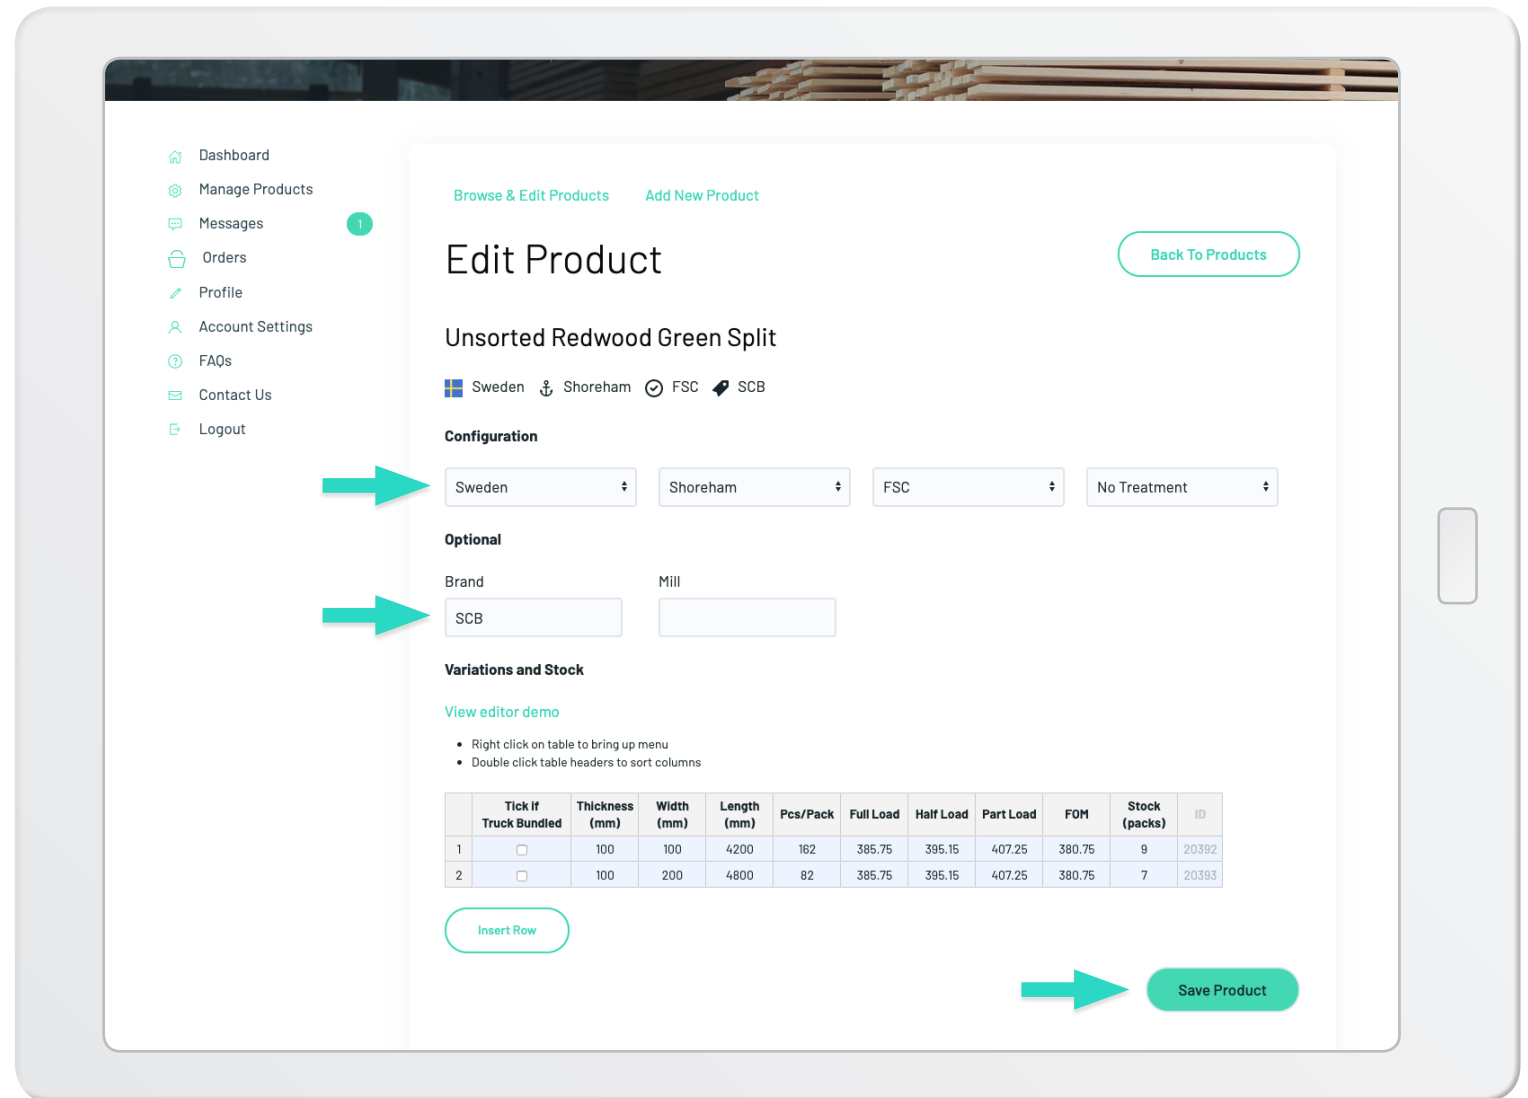 Dashboard
Manage Products
Messages 1
Orders
Profile
Account Settings
FAQs
Contact Us
Logout
Browse & Edit Products Add New Product
Edit Product
Back To Products
Unsorted Redwood Green Split
Sweden Shoreham FSC SCB
Configuration
Sweden Shoreham FSC No Treatment
Optional
Brand Mill
SCB
Variations and Stock
View editor demo
• Right click on table to bring up menu
• Double click table headers to sort columns
Tick if Truck Bundled Thickness (mm) Width (mm) Length (mm) Pcs/Pack Full Load Half Load Part Load FOM Stock (packs) ID
1 100 100 4200 162 385.75 395.15 407.25 380.75 9 20392
2 100 200 4800 82 385.75 395.15 407.25 380.75 7 20393
Insert Row
Save Product